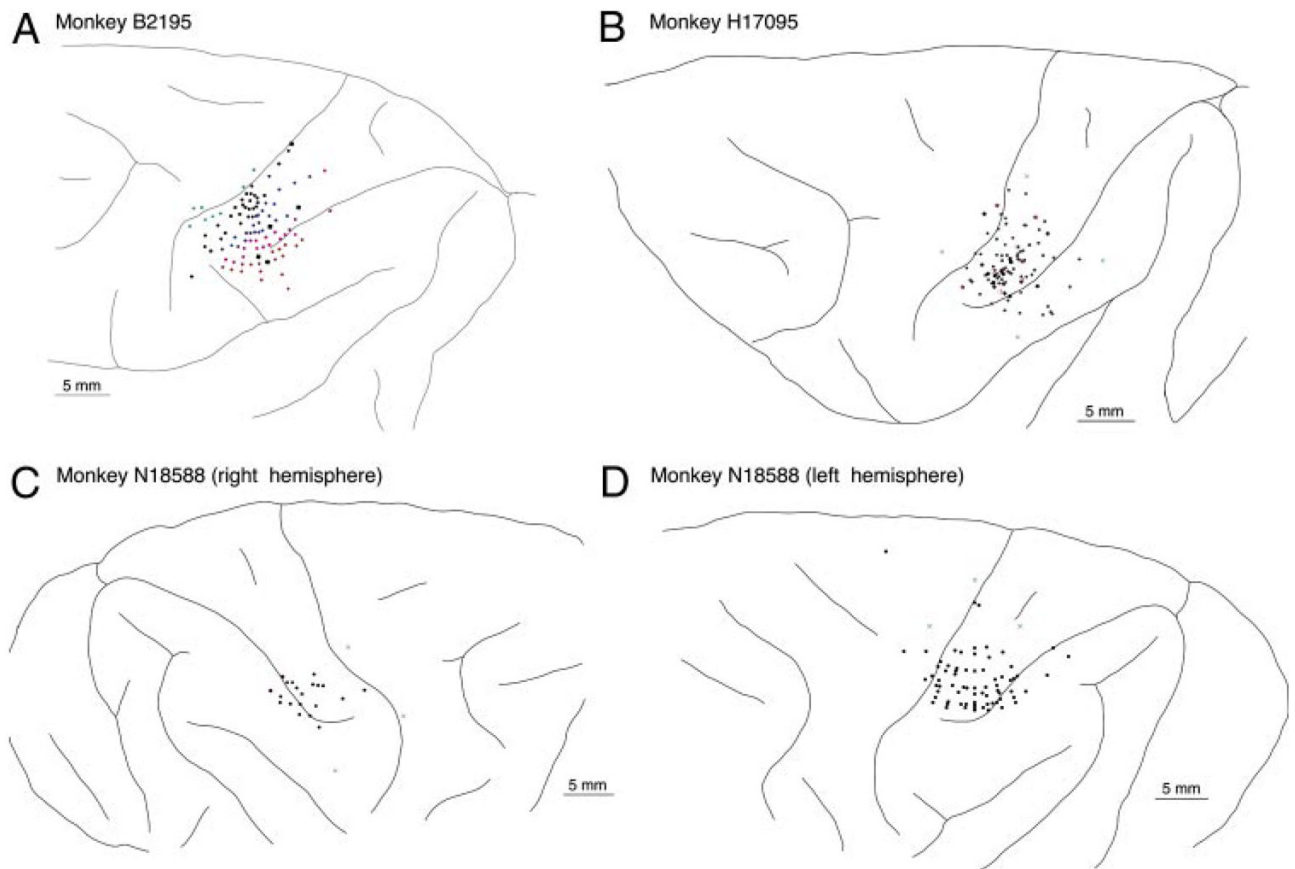 A Monkey B2195
B Monkey H17095
5 mm
5 mm
C Monkey N18588 (right hemisphere)
D Monkey N18588 (left hemisphere)
5 mm
5 mm